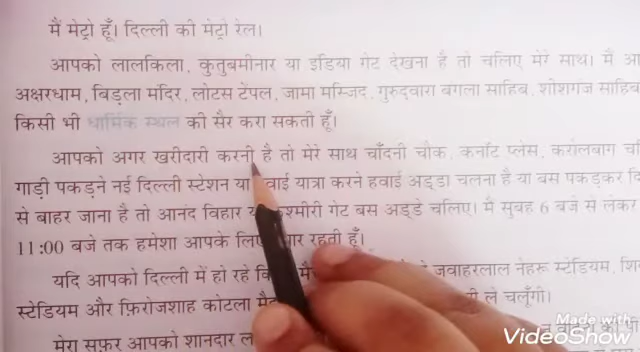 मैं मेट्रो हूँ। दिल्ली की मेट्रो रेल।
आपको लालकिला, कुतुबमीनार या इंडिया गेट देखना है तो चलिए मेरे साथ। मैं
अक्षरधाम, बिड़ला मंदिर, लोटस टेंपल, जामा मस्जिद, गुरुद्वारा बंगला साहिब, शीशगंज साहिब
किसी भी धार्मिक स्थल की सैर करा सकती हूँ।
आपको अगर खरीदारी करनी है तो मेरे साथ चाँदनी चौक, कनॉट प्लेस, करोलबाग
गाड़ी पकड़ने नई दिल्ली स्टेशन या यात्रा करने हवाई अड्डा चलना है या बस पकड़कर
से बाहर जाना है तो आनंद विहार गेट बस अड्डे चलिए। मैं सुबह 6 बजे से लेकर
11:00 बजे तक हमेशा आपके रहती हूँ।
यदि आपको दिल्ली में हो रहे जवाहरलाल नेहरू स्टेडियम,
स्टेडियम और फ़िरोजशाह कोटला ले चलूँगी।
मेरा सफ़र आपको शानदार
Made with
VideoShow